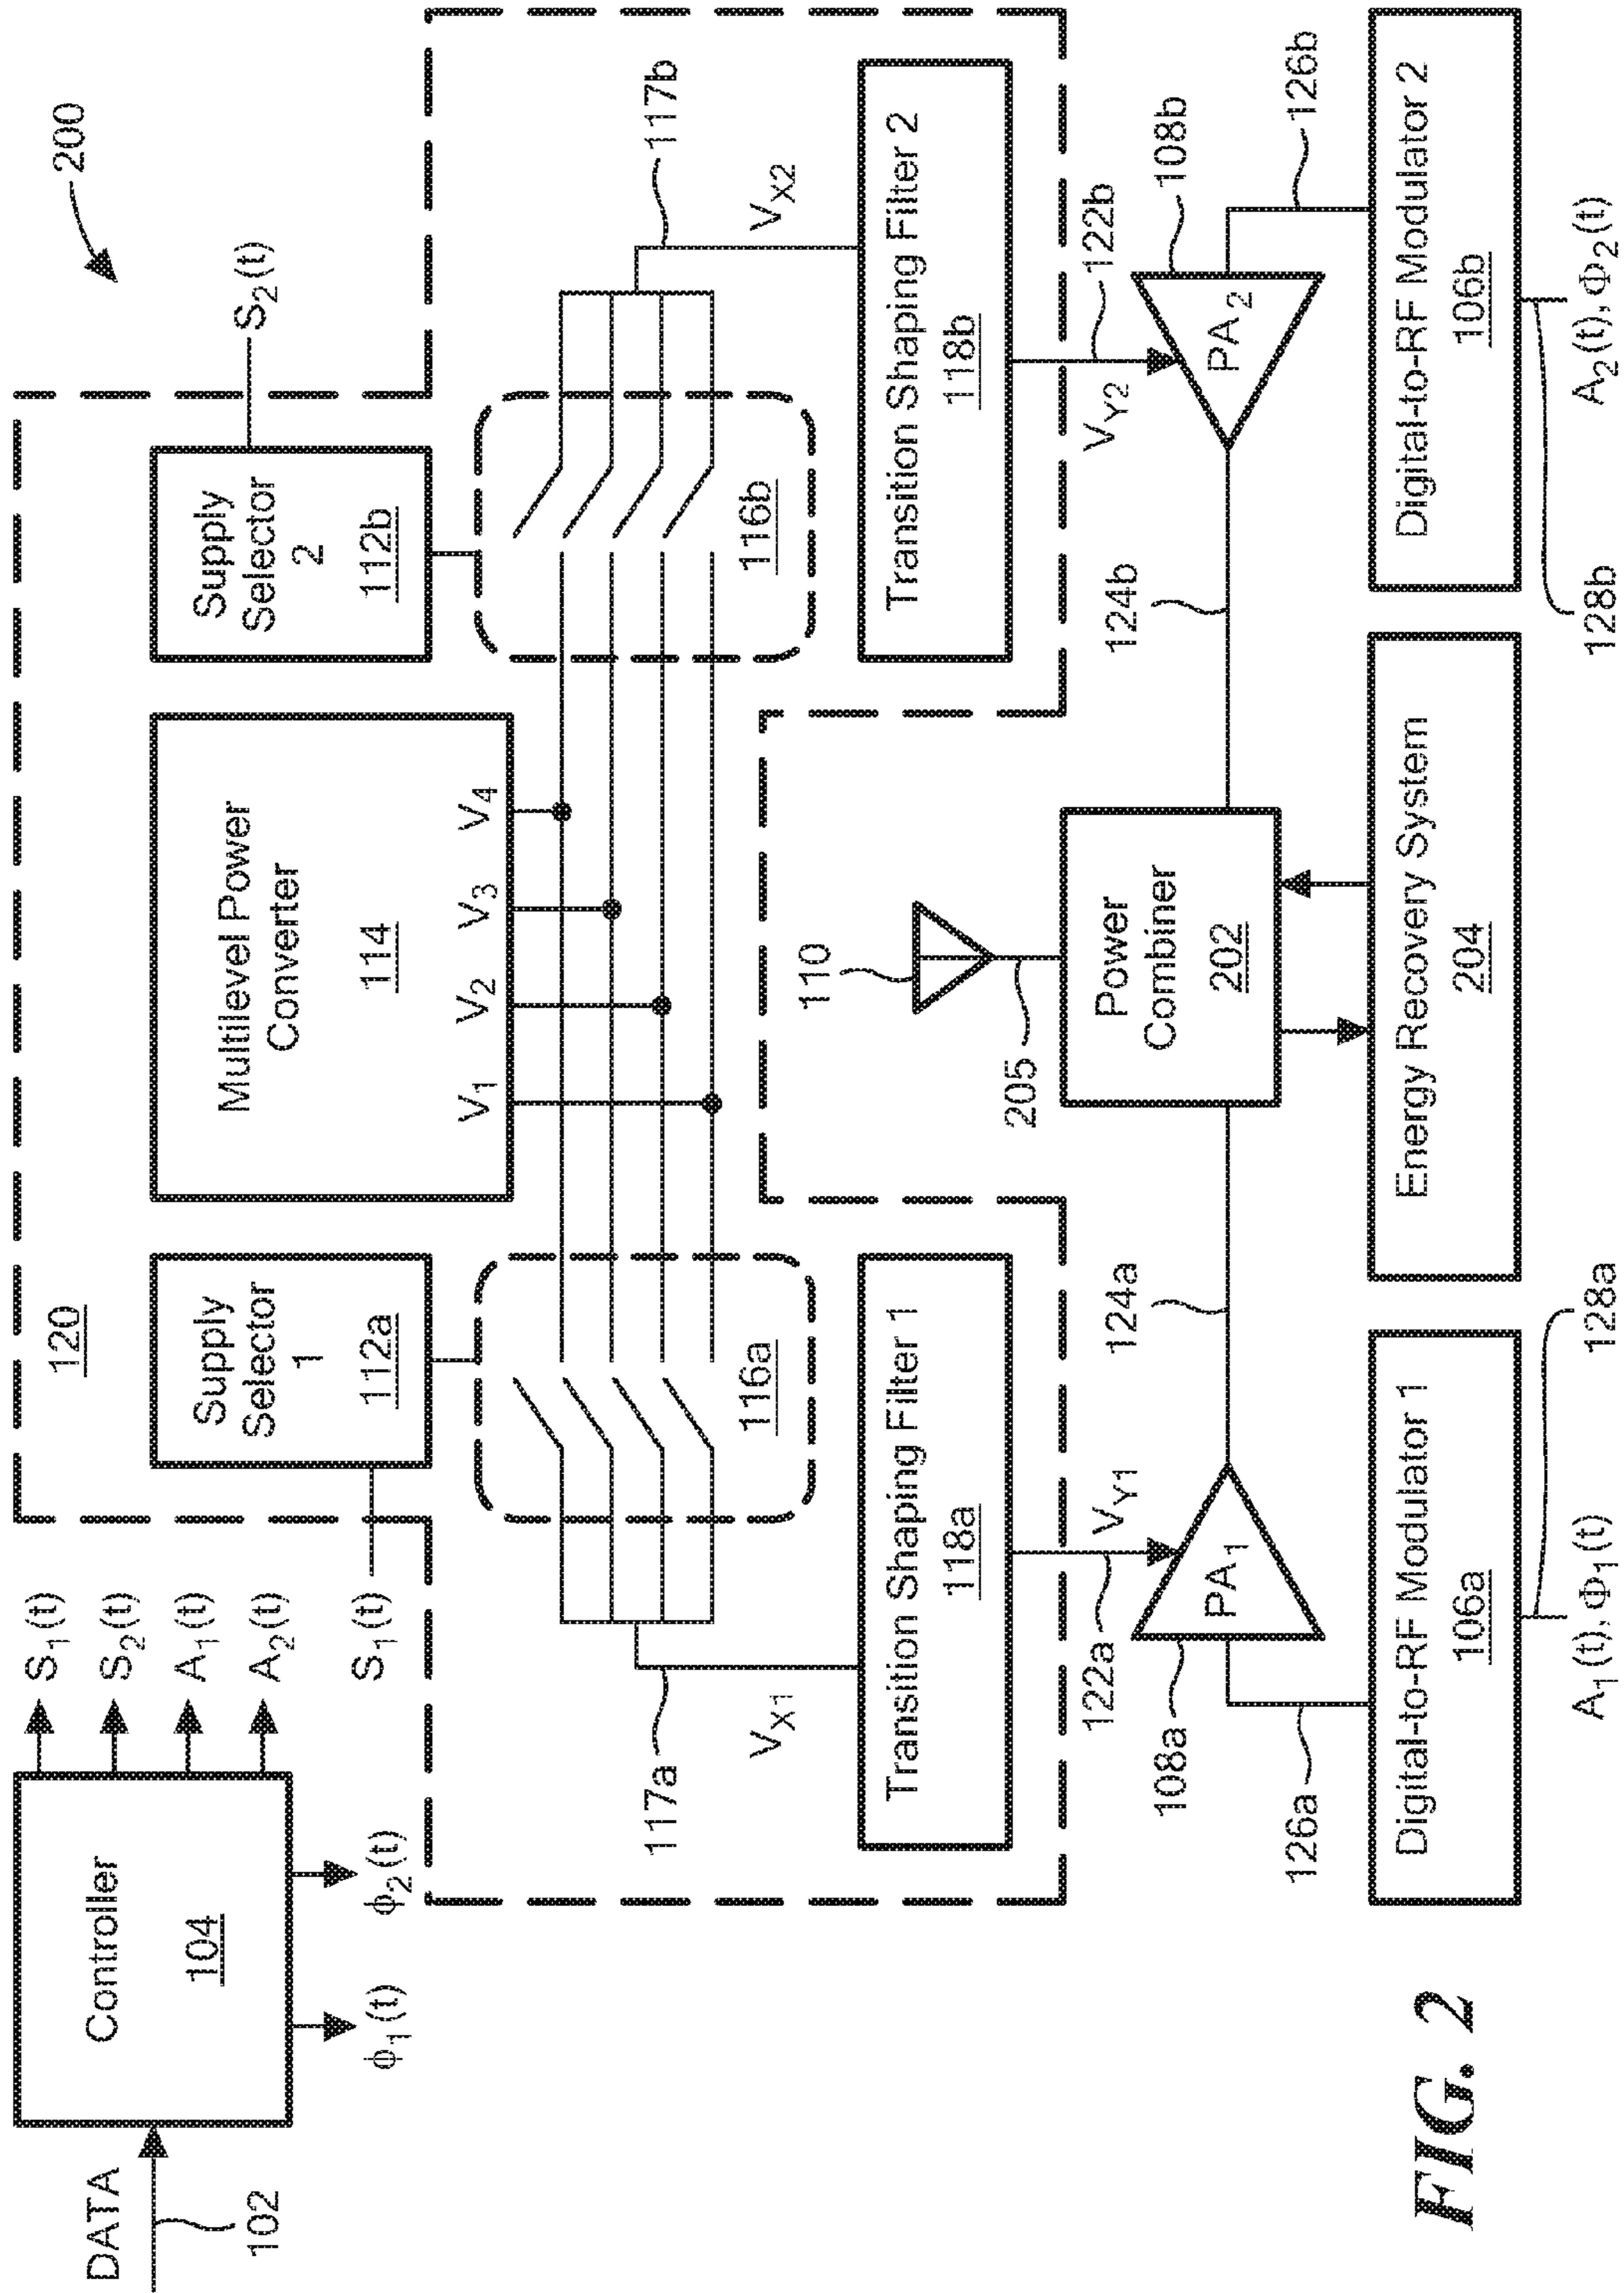 200
DATA
102
Controller
104
S1(t)
S2(t)
A1(t)
A2(t)
ϕ1(t)
ϕ2(t)
S1(t)
S2(t)
120
Supply
Selector
1
112a
Multilevel Power
Converter
114
V1
V2
V3
V4
Supply
Selector
2
112b
116a
116b
117a
117b
VX1
VX2
Transition Shaping Filter 1
118a
Transition Shaping Filter 2
118b
110
205
122a
VY1
VY2
122b
108a
PA1
124a
Power
Combiner
202
124b
PA2
108b
126a
126b
Digital-to-RF Modulator 1
106a
Energy Recovery System
204
Digital-to-RF Modulator 2
106b
A1(t), Φ1(t)
128a
128b
A2(t), Φ2(t)
FIG. 2